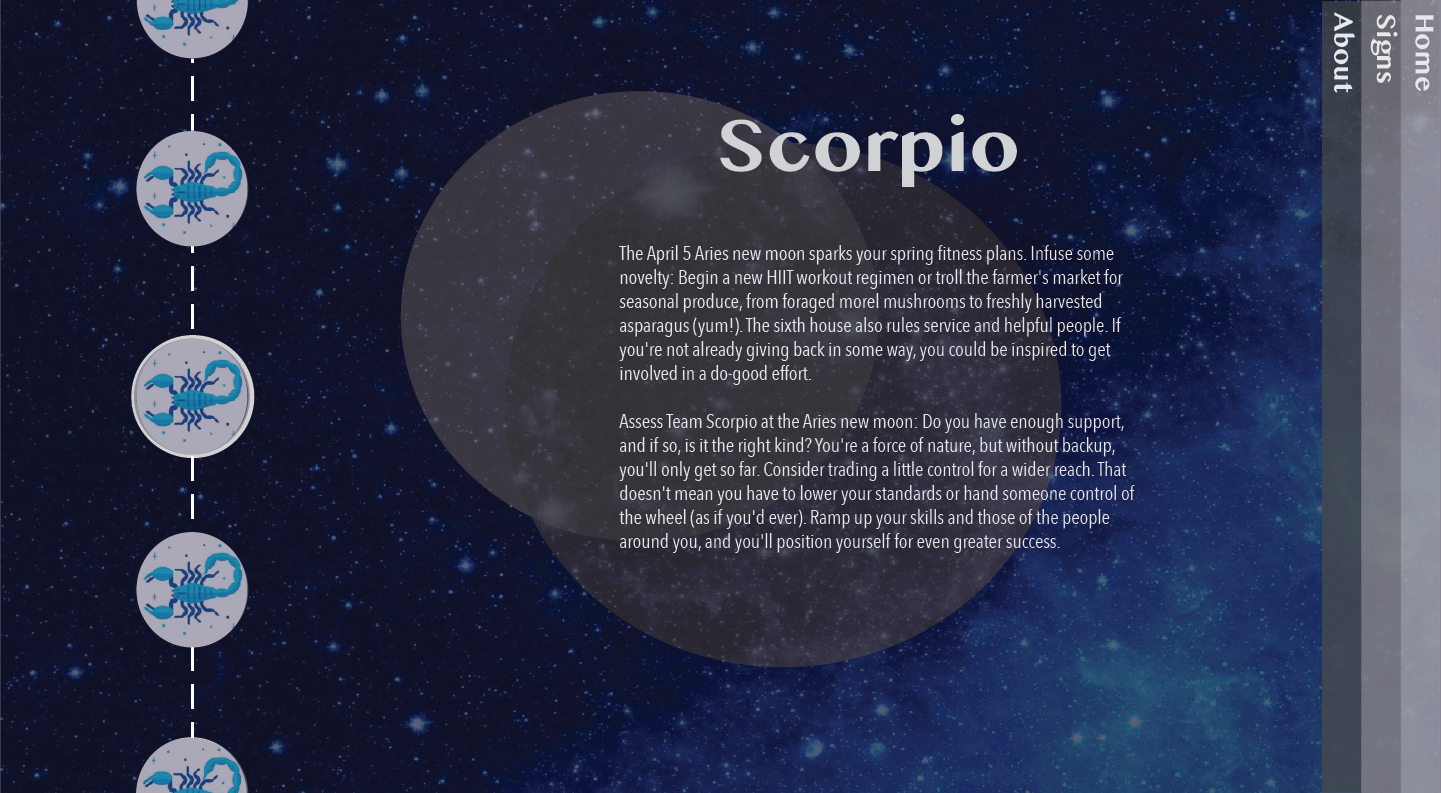 Scorpio
The April 5 Aries new moon sparks your spring fitness plans. Infuse some
novelty: Begin a new HIIT workout regimen or troll the farmer's market for
seasonal produce, from foraged morel mushrooms to freshly harvested
asparagus (yum!). The sixth house also rules service and helpful people. If
you're not already giving back in some way, you could be inspired to get
involved in a do-good effort.
Assess Team Scorpio at the Aries new moon: Do you have enough support,
and if so, is it the right kind? You're a force of nature, but without backup,
you'll only get so far. Consider trading a little control for a wider reach. That
doesn't mean you have to lower your standards or hand someone control of
the wheel (as if you'd ever). Ramp up your skills and those of the people
around you, and you'll position yourself for even greater success.
About
Signs
Home